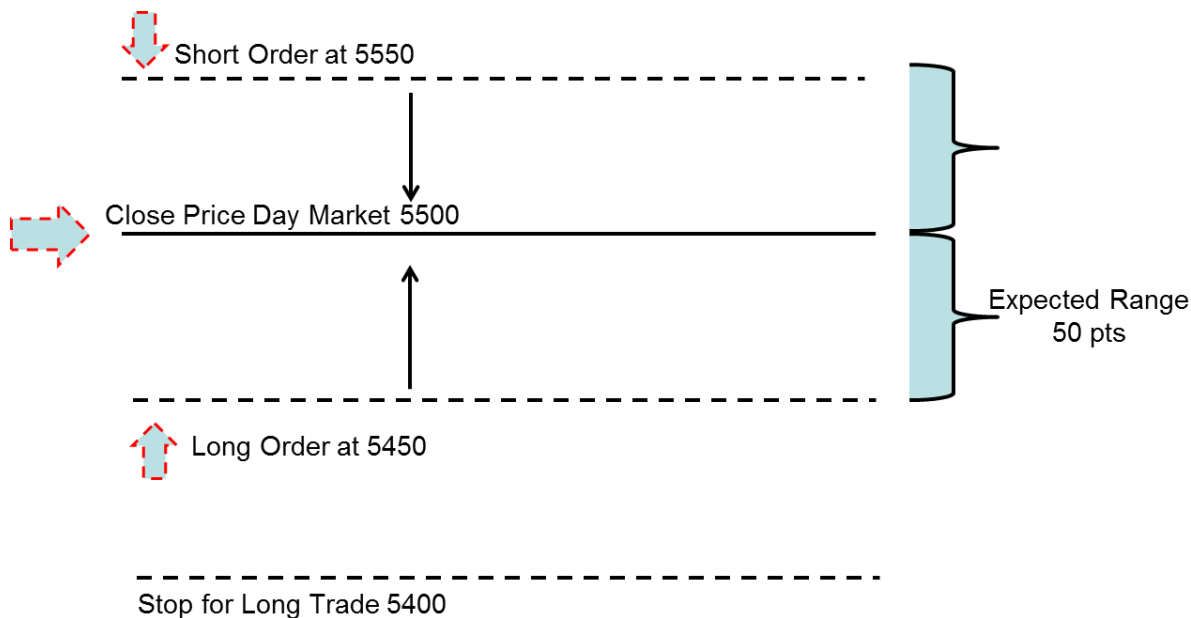 Short Order at 5550
Close Price Day Market 5500
Expected Range
50 pts
Long Order at 5450
Stop for Long Trade 5400